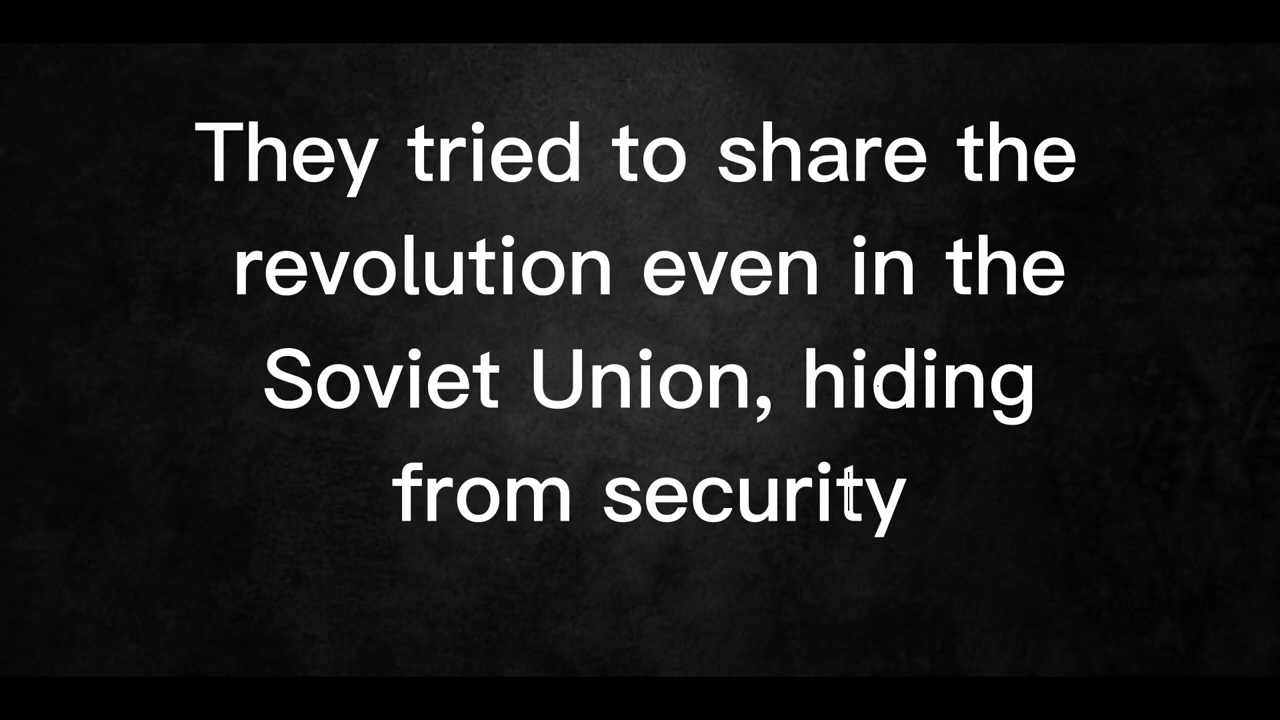 They tried to share the
revolution even in the
Soviet Union, hiding
from security